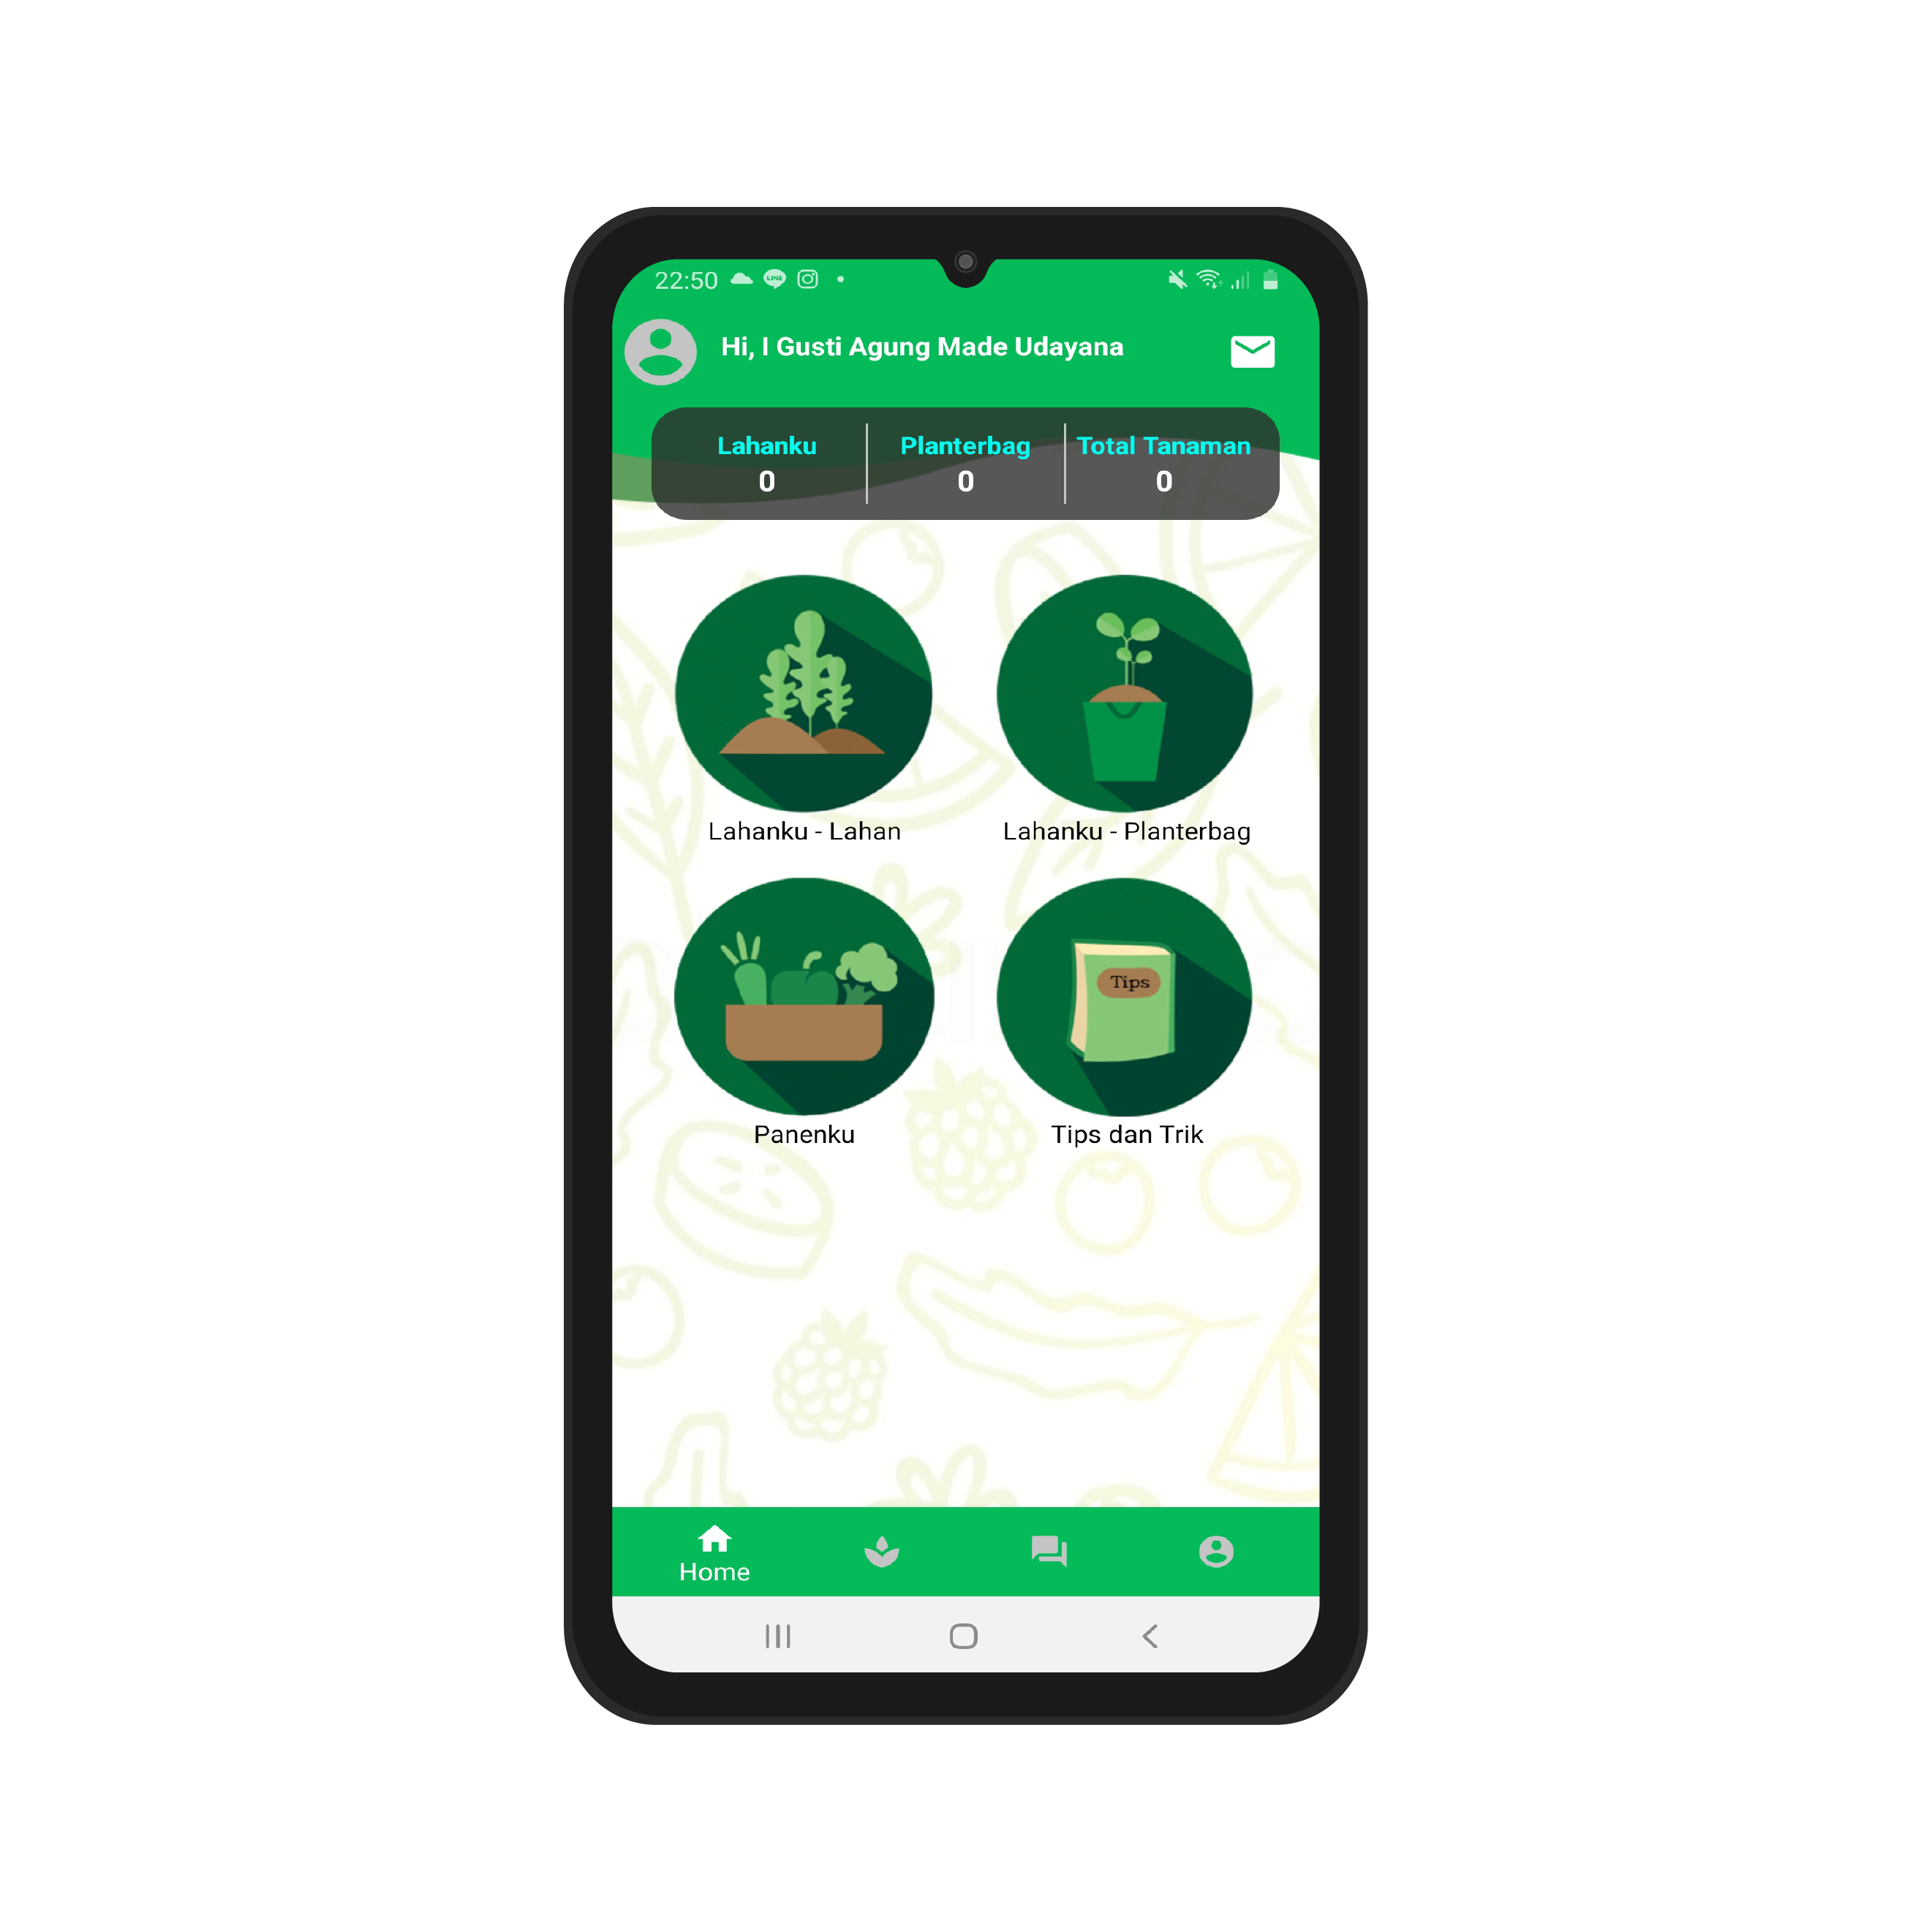 22:50
LINE
Hi, I Gusti Agung Made Udayana
Lahanku Planterbag Total Tanaman
0 0 0
Lahanku - Lahan Lahanku - Planterbag
Tips
Panenku Tips dan Trik
Home